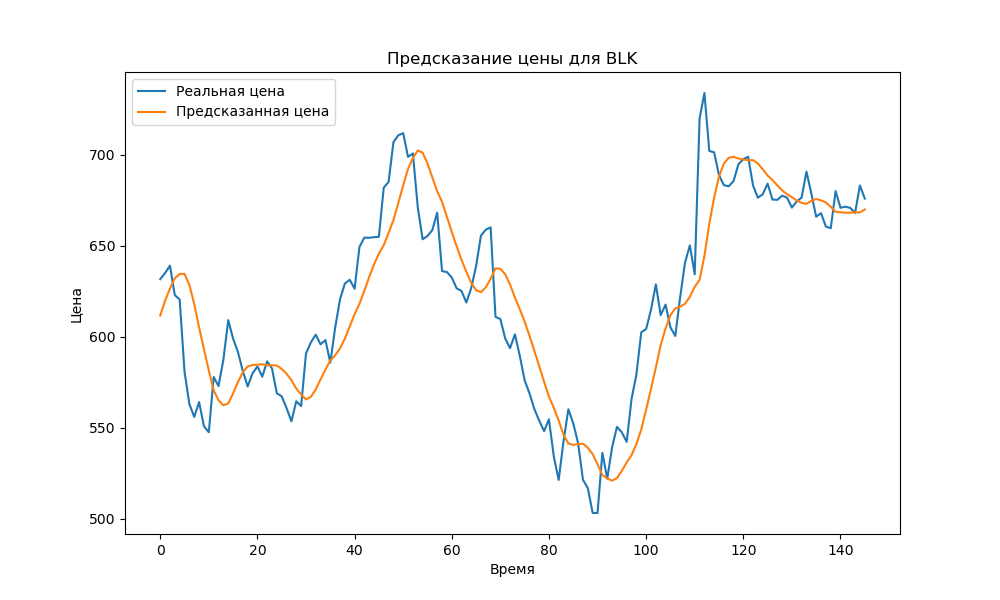 Предсказание цены для BLK
Реальная цена
Предсказанная цена
Цена
700
650
600
550
500
0 20 40 60 80 100 120 140
Время